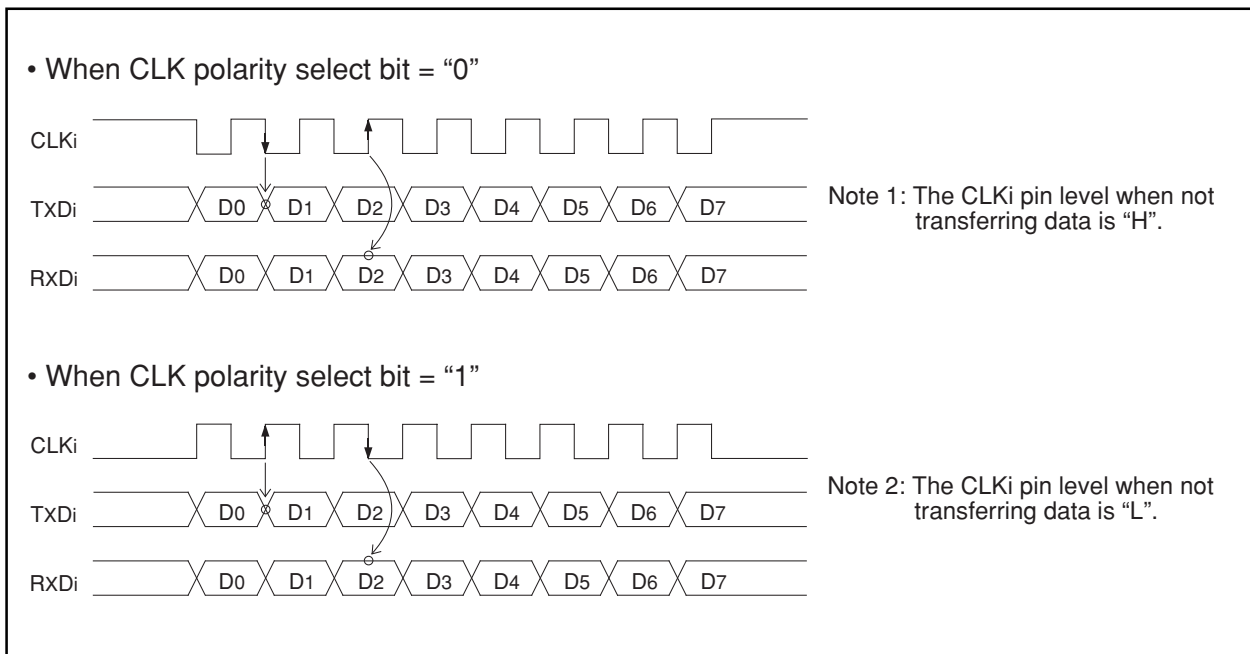 • When CLK polarity select bit = “0”
CLKi
TXDi D0 D1 D2 D3 D4 D5 D6 D7
RXDi D0 D1 D2 D3 D4 D5 D6 D7
Note 1: The CLKi pin level when not
transferring data is “H”.
• When CLK polarity select bit = “1”
CLKi
TXDi D0 D1 D2 D3 D4 D5 D6 D7
RXDi D0 D1 D2 D3 D4 D5 D6 D7
Note 2: The CLKi pin level when not
transferring data is “L”.